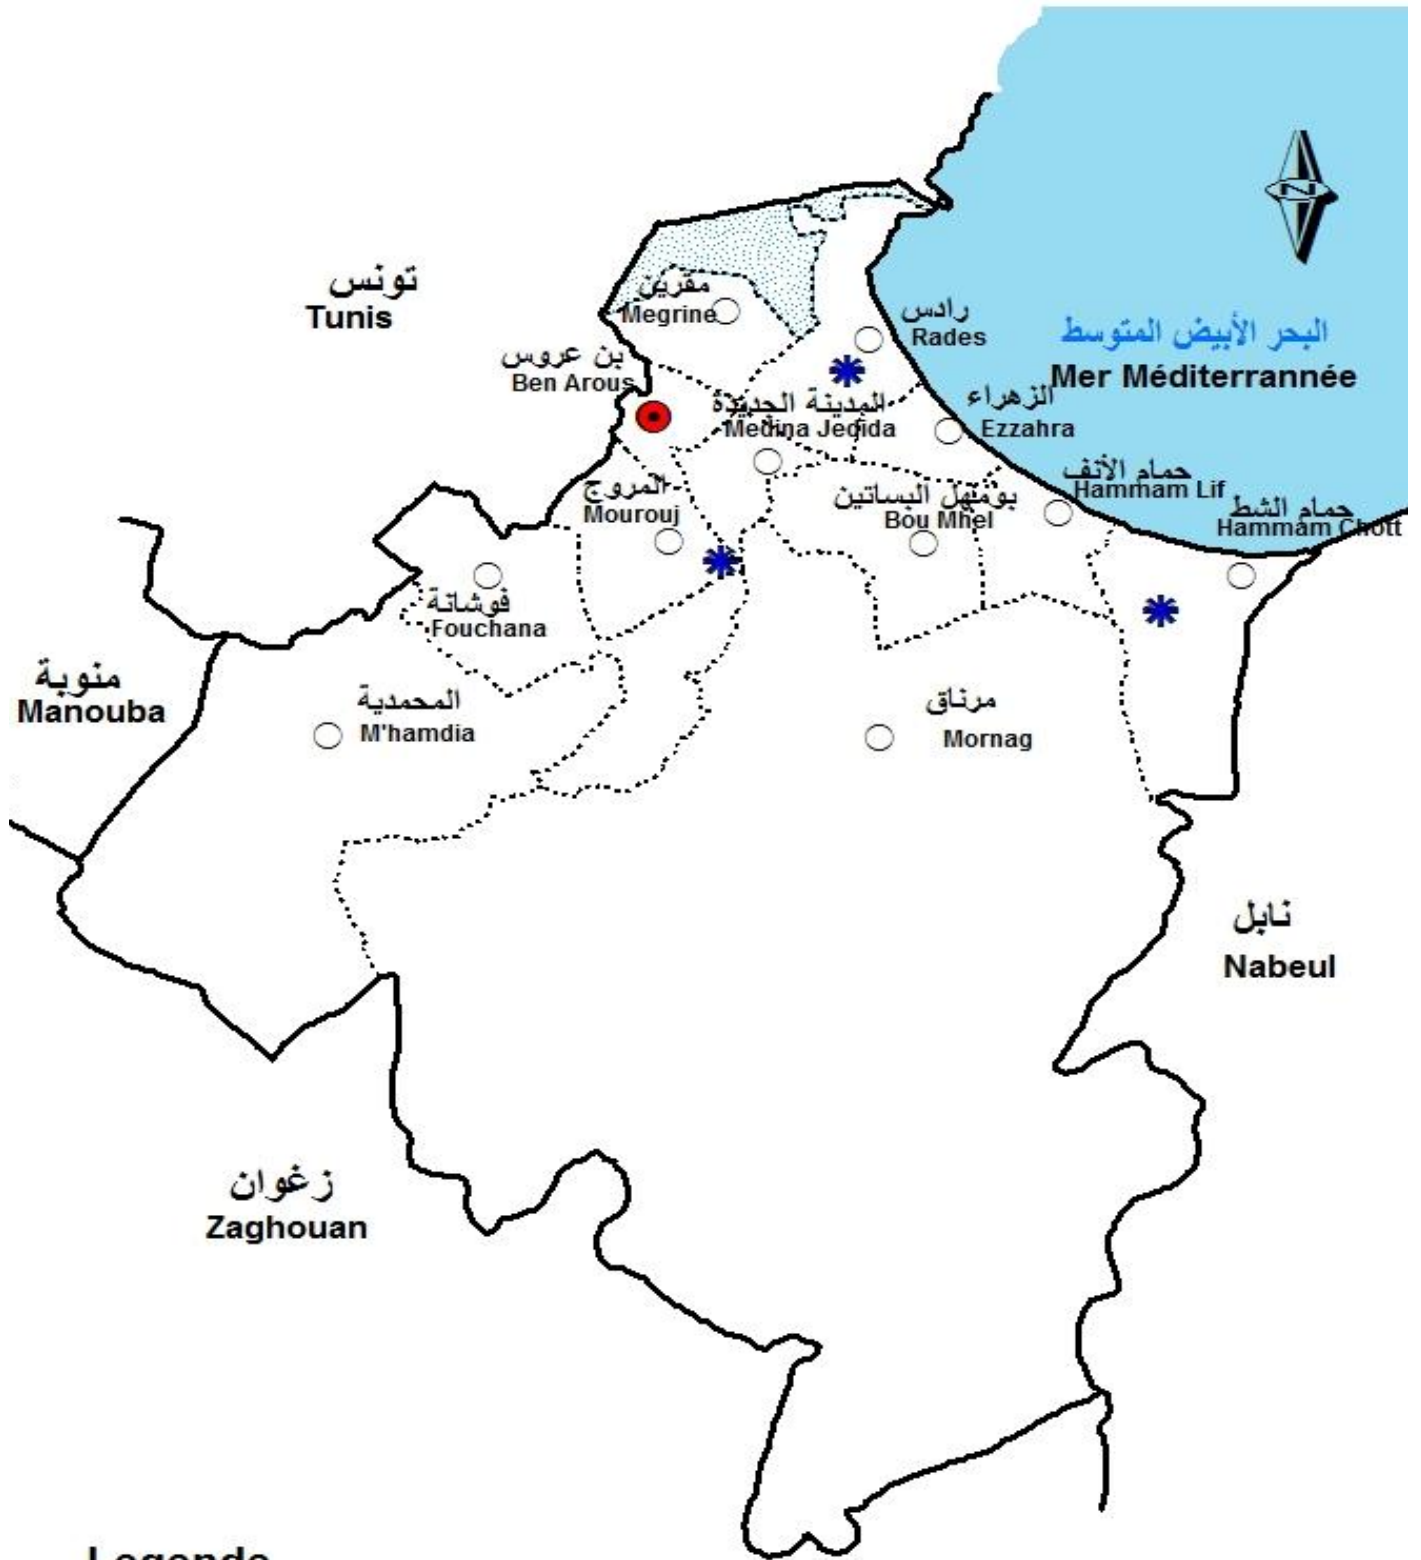 تونس
Tunis
مقرين
Megrine
رادس
Rades
البحر الأبيض المتوسط
Mer Méditerrannée
بن عروس
Ben Arous
المدينة الجديدة
Medina Jedida
الزهراء
Ezzahra
حمام الأنف
Hammam Lif
المروج
Mourouj
بومهل البساتين
Bou Mhel
حمام الشط
Hammam Chott
فوشانة
Fouchana
منوبة
Manouba
المحمدية
M'hamdia
مرناق
Mornag
نابل
Nabeul
زغوان
Zaghouan
N
Legende